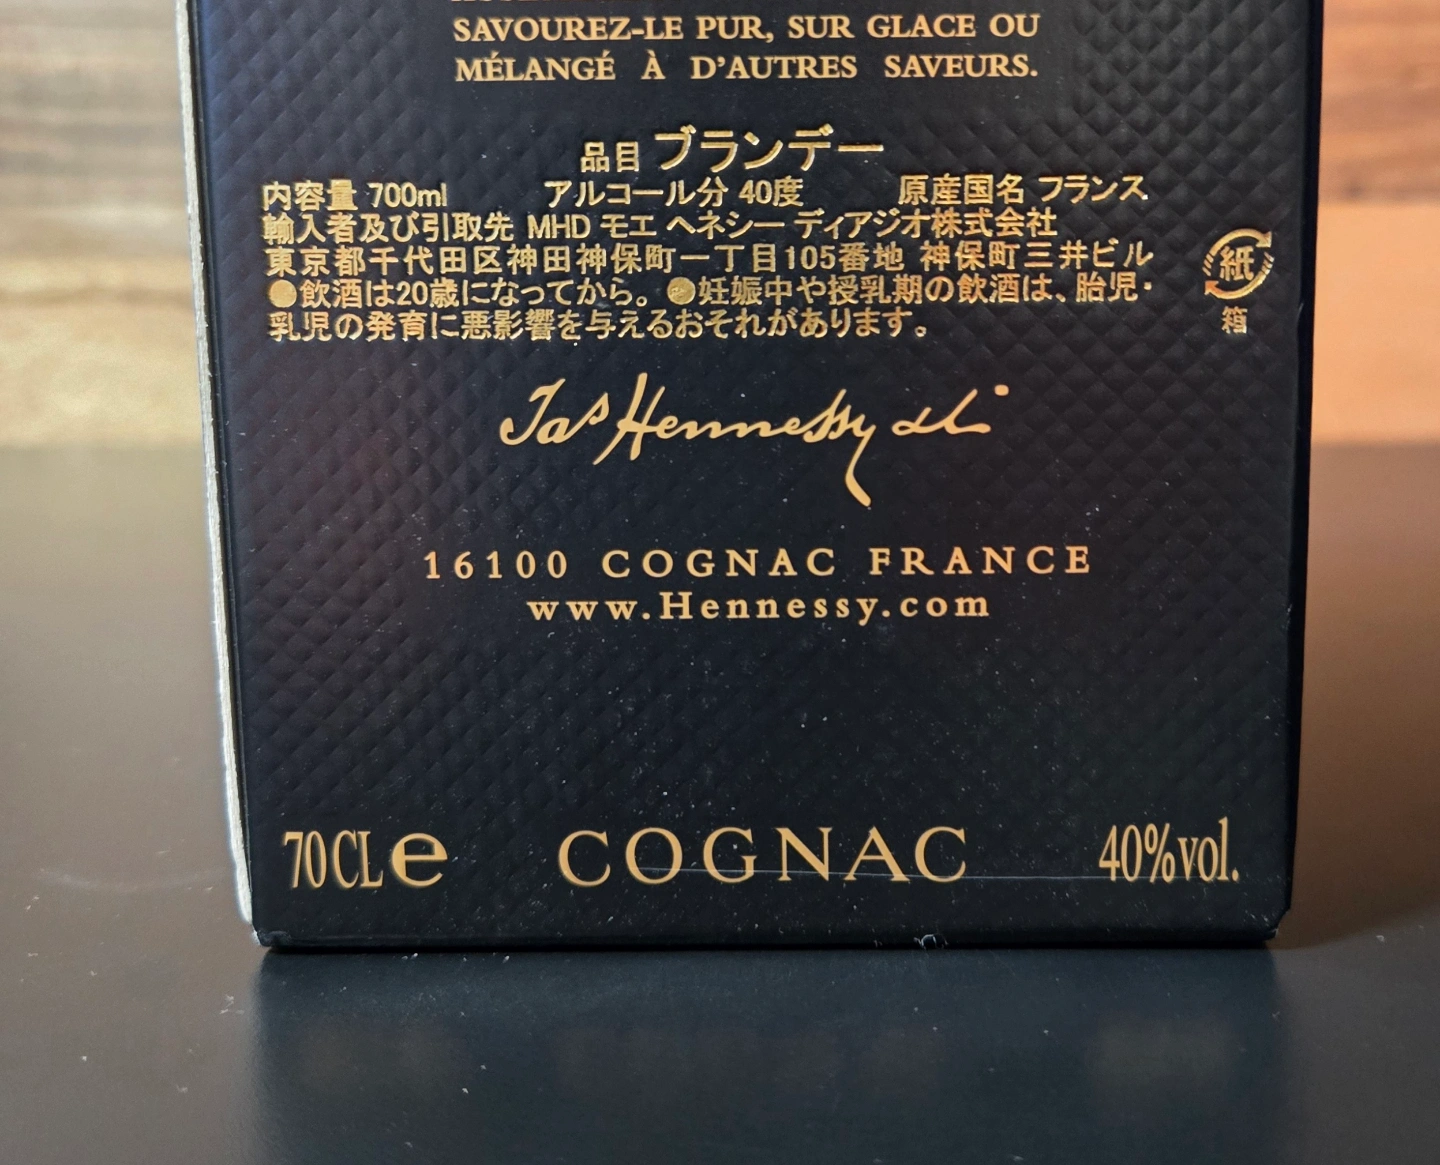 SAVOUREZ-LE PUR, SUR GLACE OU
MÉLANGÉ À D'AUTRES SAVEURS.
品目 ブランデー
内容量 700ml アルコール分 40度 原産国名 フランス
輸入者及び引取先 MHD モエ ヘネシー ディアジオ株式会社
東京都千代田区神田神保町一丁目105番地 神保町三井ビル
●飲酒は20歳になってから。●妊娠中や授乳期の飲酒は、胎児・
乳児の発育に悪影響を与えるおそれがあります。
紙
箱
Jas Hennessy
16100 COGNAC FRANCE
www.Hennessy.com
70CL e COGNAC 40%vol.